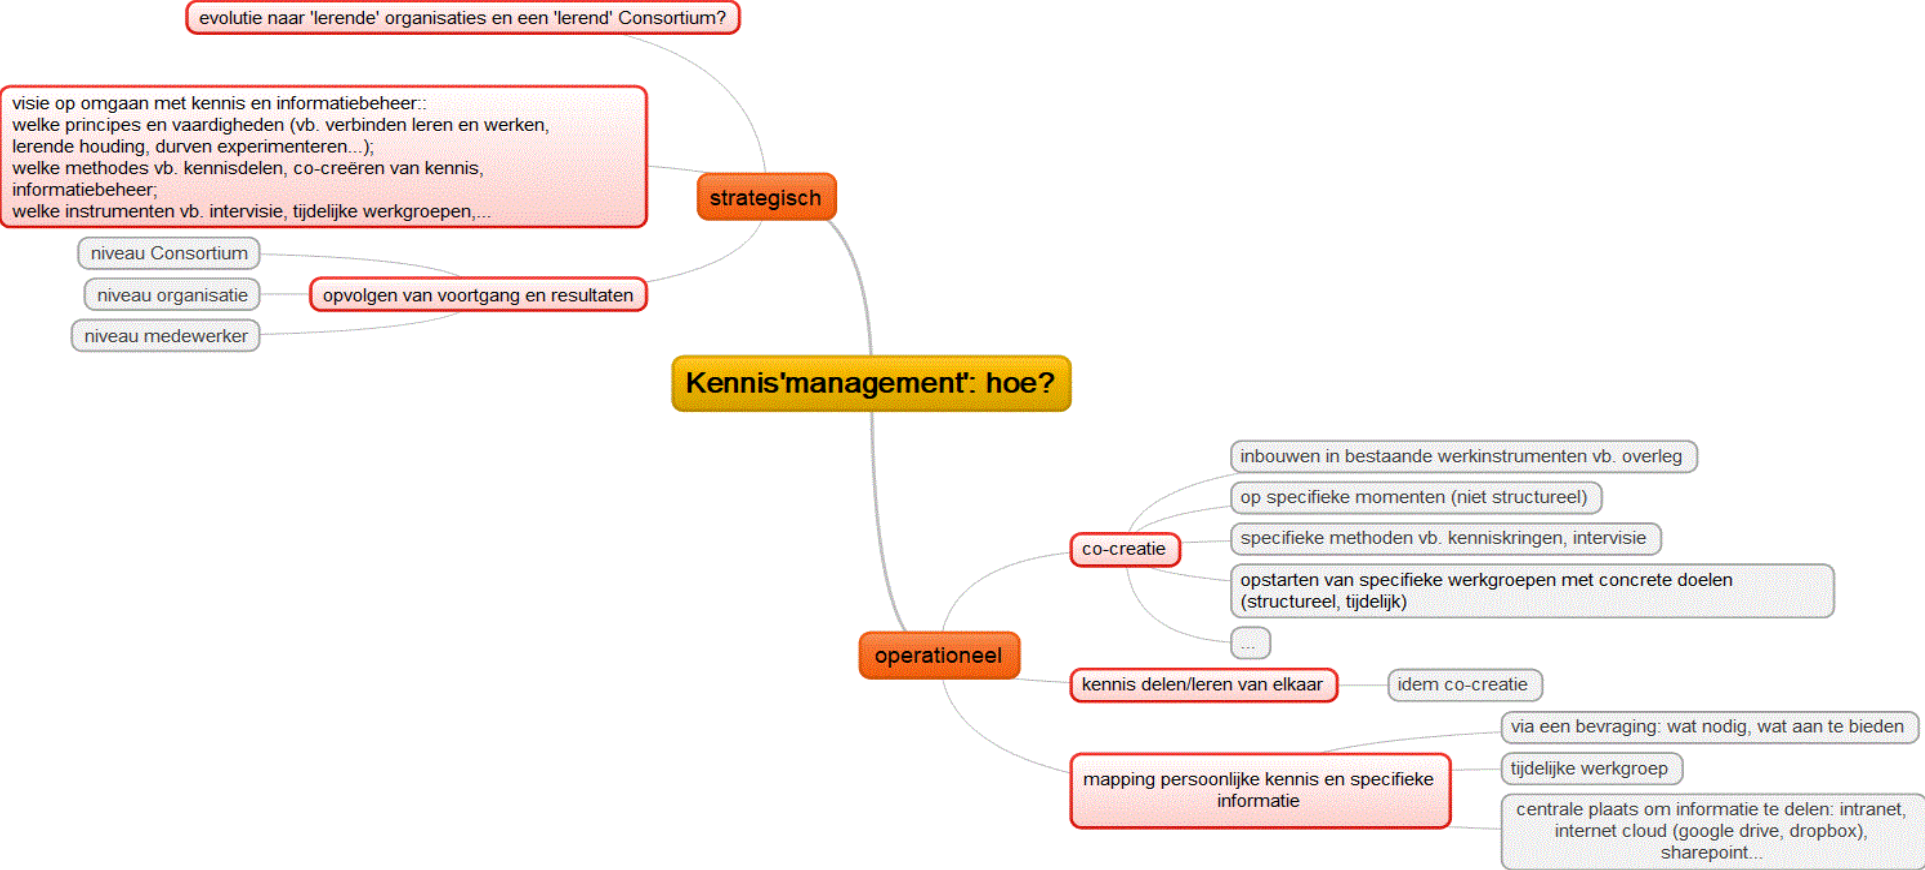 evolutie naar 'lerende' organisaties en een 'lerend' Consortium?
visie op omgaan met kennis en informatiebeheer::
welke principes en vaardigheden (vb. verbinden leren en werken,
lerende houding, durven experimenteren...);
welke methodes vb. kennisdelen, co-creëren van kennis,
informatiebeheer;
welke instrumenten vb. intervisie, tijdelijke werkgroepen,...
strategisch
niveau Consortium
niveau organisatie
niveau medewerker
opvolgen van voortgang en resultaten
Kennis'management': hoe?
inbouwen in bestaande werkinstrumenten vb. overleg
op specifieke momenten (niet structureel)
specifieke methoden vb. kenniskringen, intervisie
opstarten van specifieke werkgroepen met concrete doelen
(structureel, tijdelijk)
...
co-creatie
operationeel
kennis delen/leren van elkaar
idem co-creatie
mapping persoonlijke kennis en specifieke
informatie
via een bevraging: wat nodig, wat aan te bieden
tijdelijke werkgroep
centrale plaats om informatie te delen: intranet,
internet cloud (google drive, dropbox),
sharepoint...